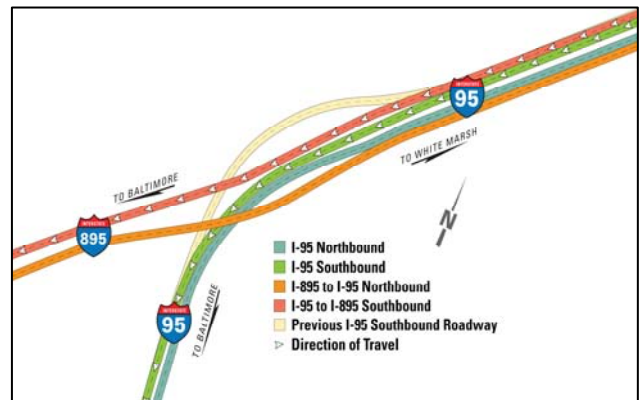 INTERSTATE
95
TO WHITE MARSH
TO BALTIMORE
INTERSTATE
895
N
I-95 Northbound
I-95 Southbound
I-895 to I-95 Northbound
I-95 to I-895 Southbound
Previous I-95 Southbound Roadway
Direction of Travel
INTERSTATE
95
TO BALTIMORE